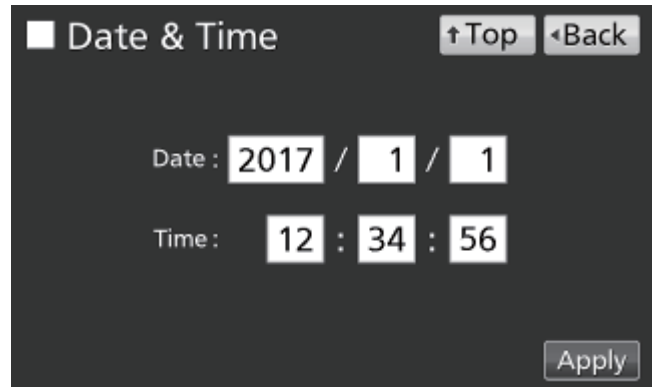 Date & Time
↑Top
◂Back
Date : 2017 / 1 / 1
Time : 12 : 34 : 56
Apply